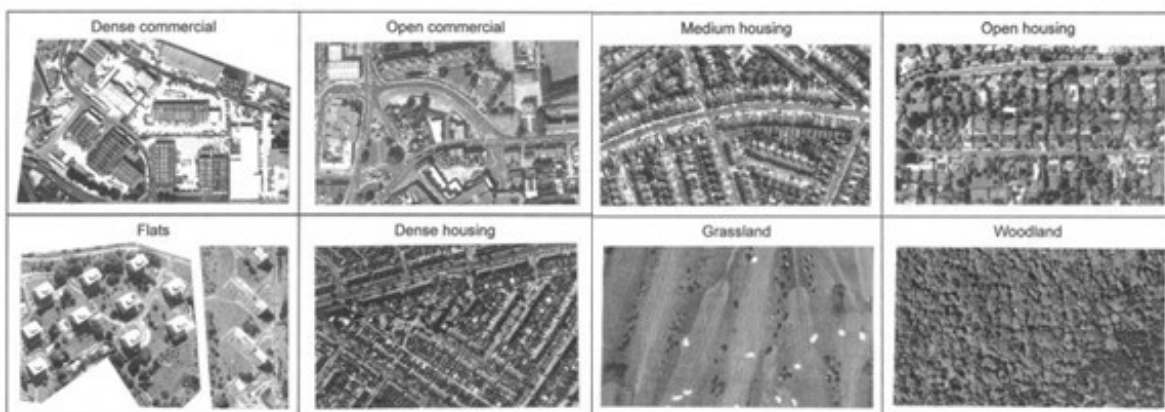 Dense commercial
Open commercial
Medium housing
Open housing
Flats
Dense housing
Grassland
Woodland